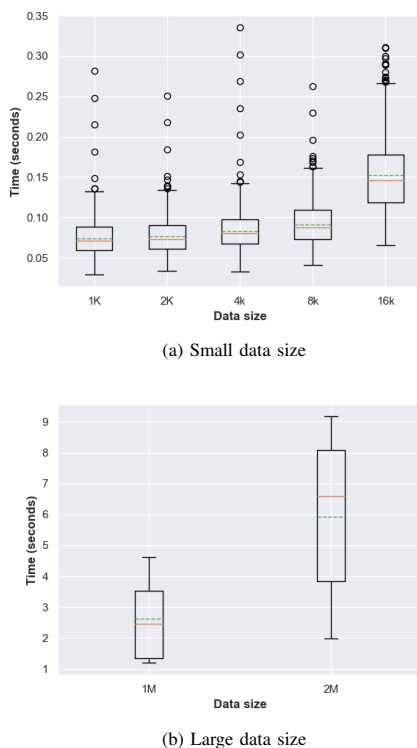 0.35
0.30
0.25
0.20
0.15
0.10
0.05
Time (seconds)
1K 2K 4k 8k 16k
Data size
(a) Small data size
9
8
7
6
5
4
3
2
1
Time (seconds)
1M 2M
Data size
(b) Large data size